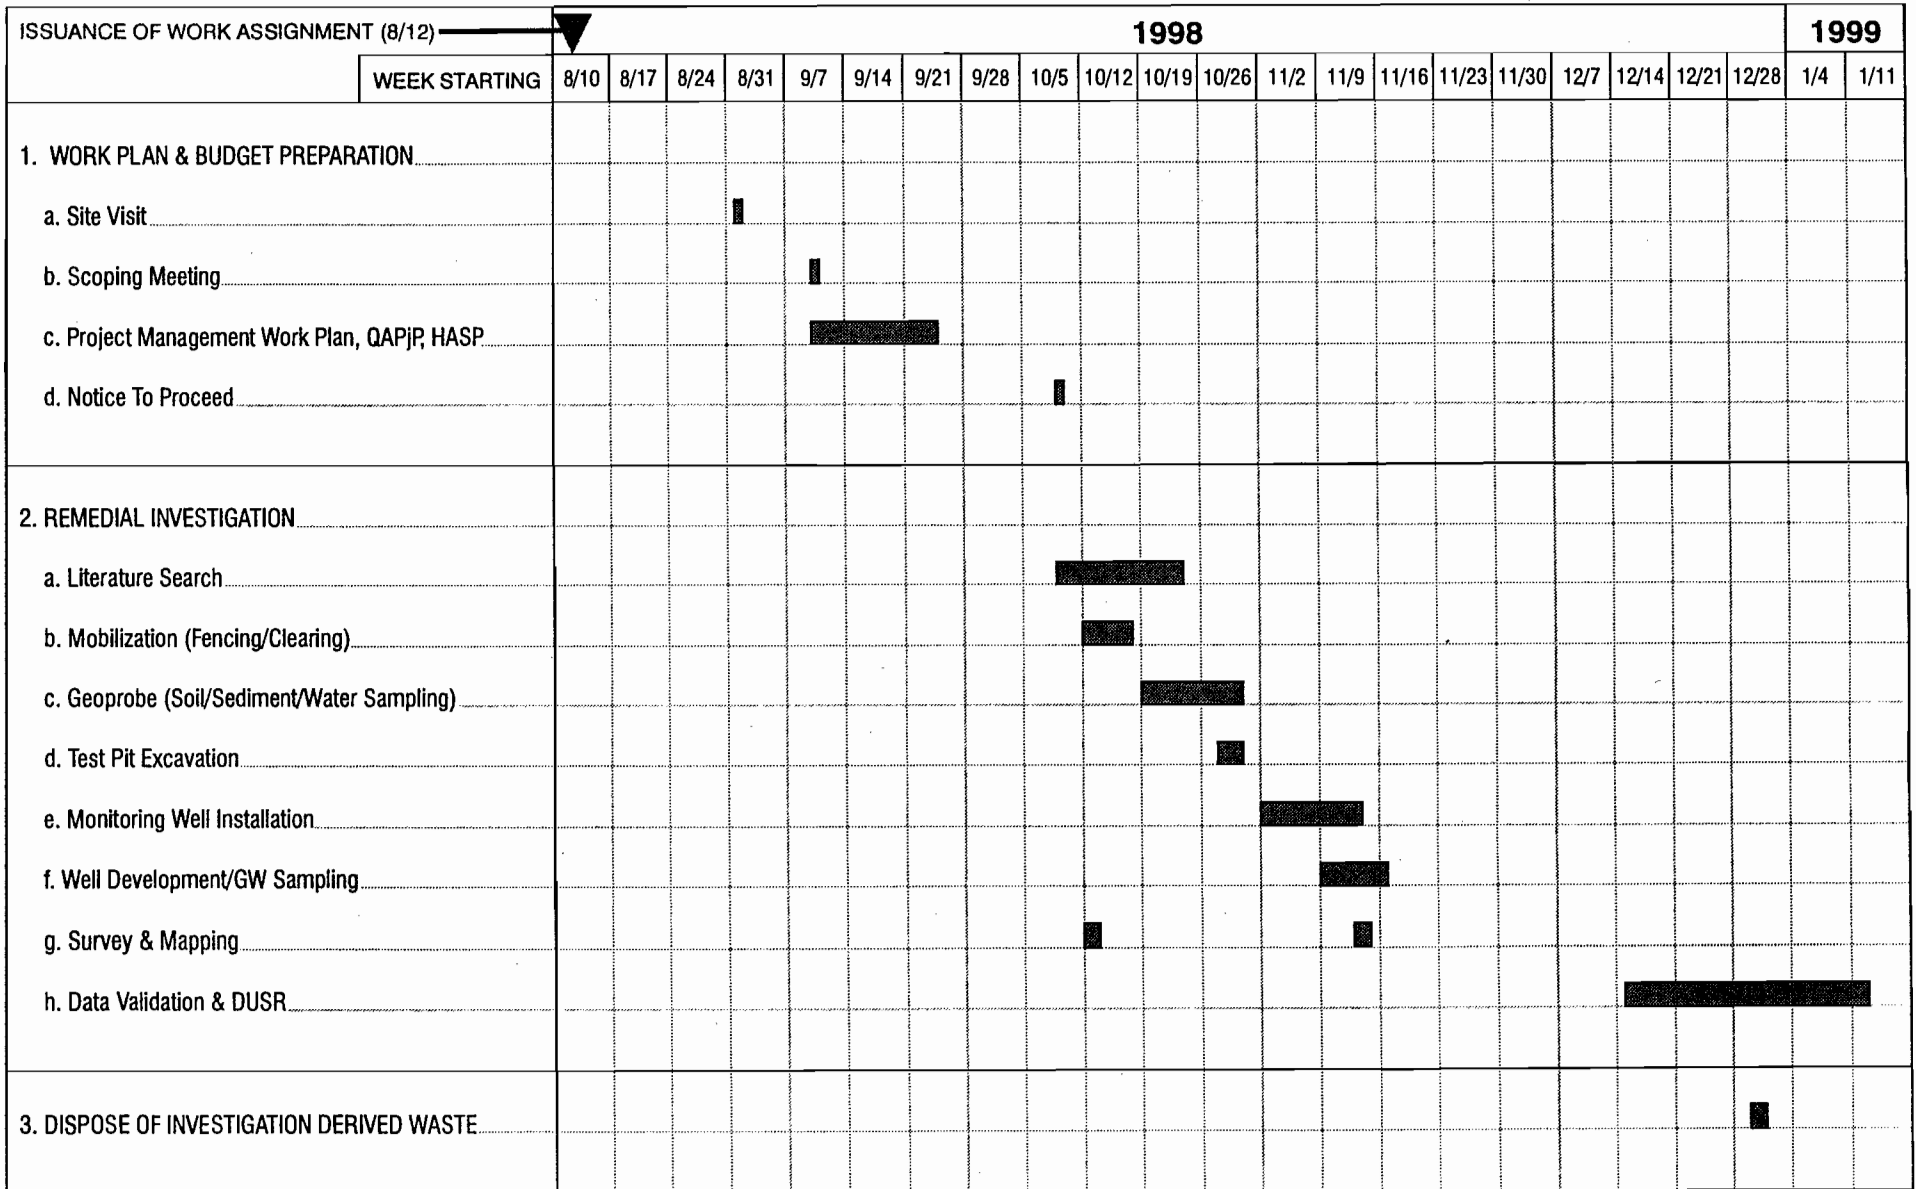 ISSUANCE OF WORK ASSIGNMENT (8/12)
1998
1999
WEEK STARTING
8/10 8/17 8/24 8/31 9/7 9/14 9/21 9/28 10/5 10/12 10/19 10/26 11/2 11/9 11/16 11/23 11/30 12/7 12/14 12/21 12/28 1/4 1/11
1. WORK PLAN & BUDGET PREPARATION
a. Site Visit
b. Scoping Meeting
c. Project Management Work Plan, QAPjP, HASP
d. Notice To Proceed
2. REMEDIAL INVESTIGATION
a. Literature Search
b. Mobilization (Fencing/Clearing)
c. Geoprobe (Soil/Sediment/Water Sampling)
d. Test Pit Excavation
e. Monitoring Well Installation
f. Well Development/GW Sampling
g. Survey & Mapping
h. Data Validation & DUSR
3. DISPOSE OF INVESTIGATION DERIVED WASTE